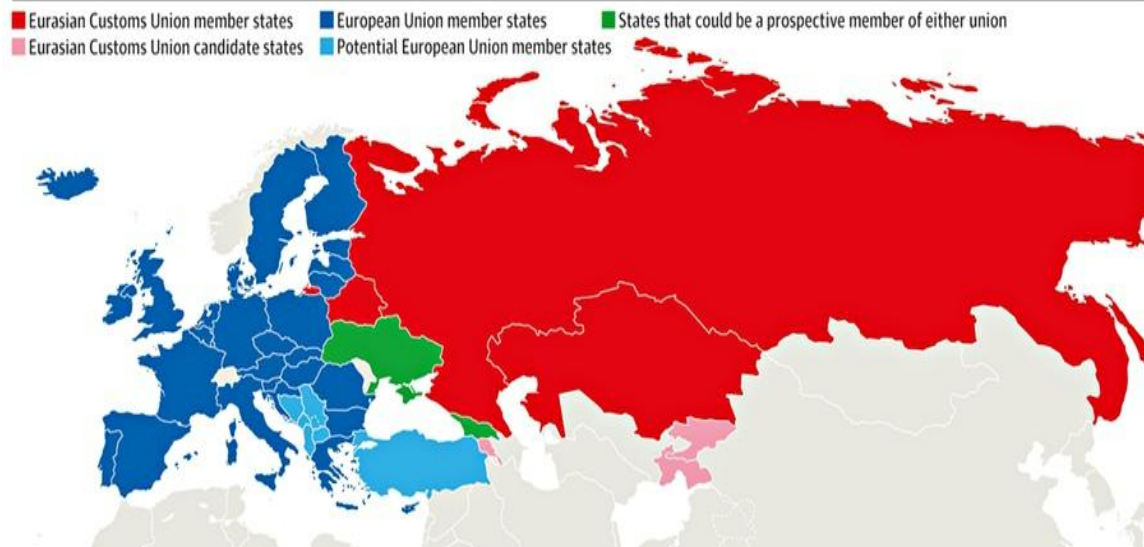 Eurasian Customs Union member states
European Union member states
States that could be a prospective member of either union
Eurasian Customs Union candidate states
Potential European Union member states